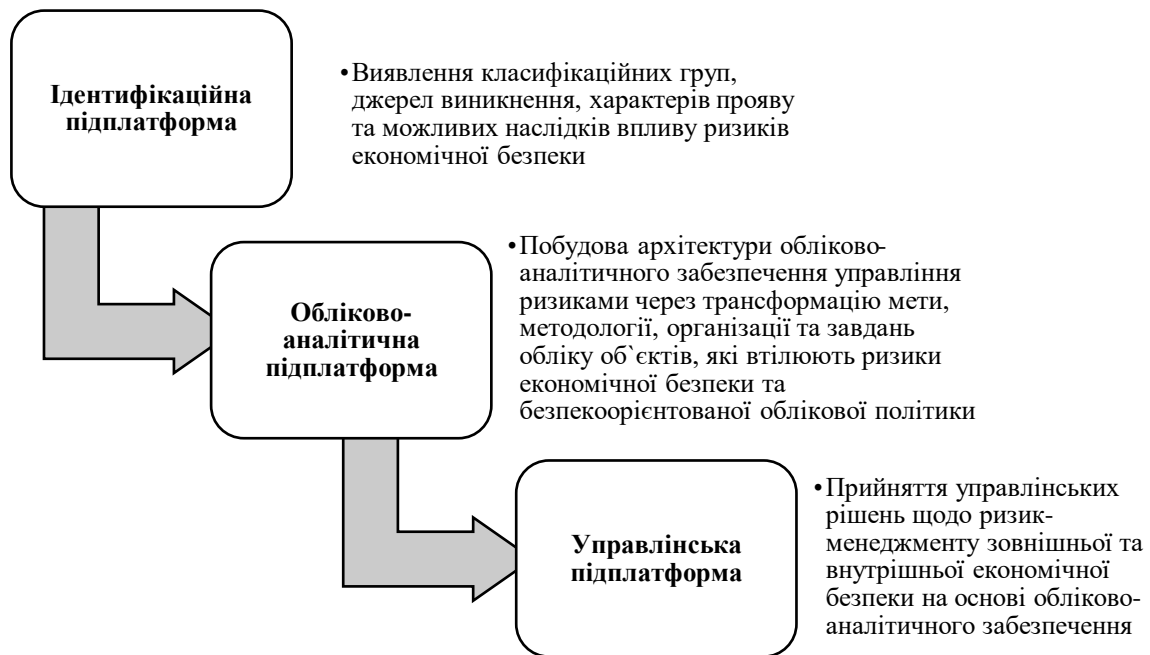 Ідентифікаційна
підплатформа
•Виявлення класифікаційних груп,
джерел виникнення, характерів прояву
та можливих наслідків впливу ризиків
економічної безпеки
Обліково-
аналітична
підплатформа
•Побудова архітектури обліково-
аналітичного забезпечення управління
ризиками через трансформацію мети,
методології, організації та завдань
обліку об`єктів, які втілюють ризики
економічної безпеки та
безпекоорієнтованої облікової політики
Управлінська
підплатформа
•Прийняття управлінських
рішень щодо ризик-
менеджменту зовнішньої та
внутрішньої економічної
безпеки на основі обліково-
аналітичного забезпечення